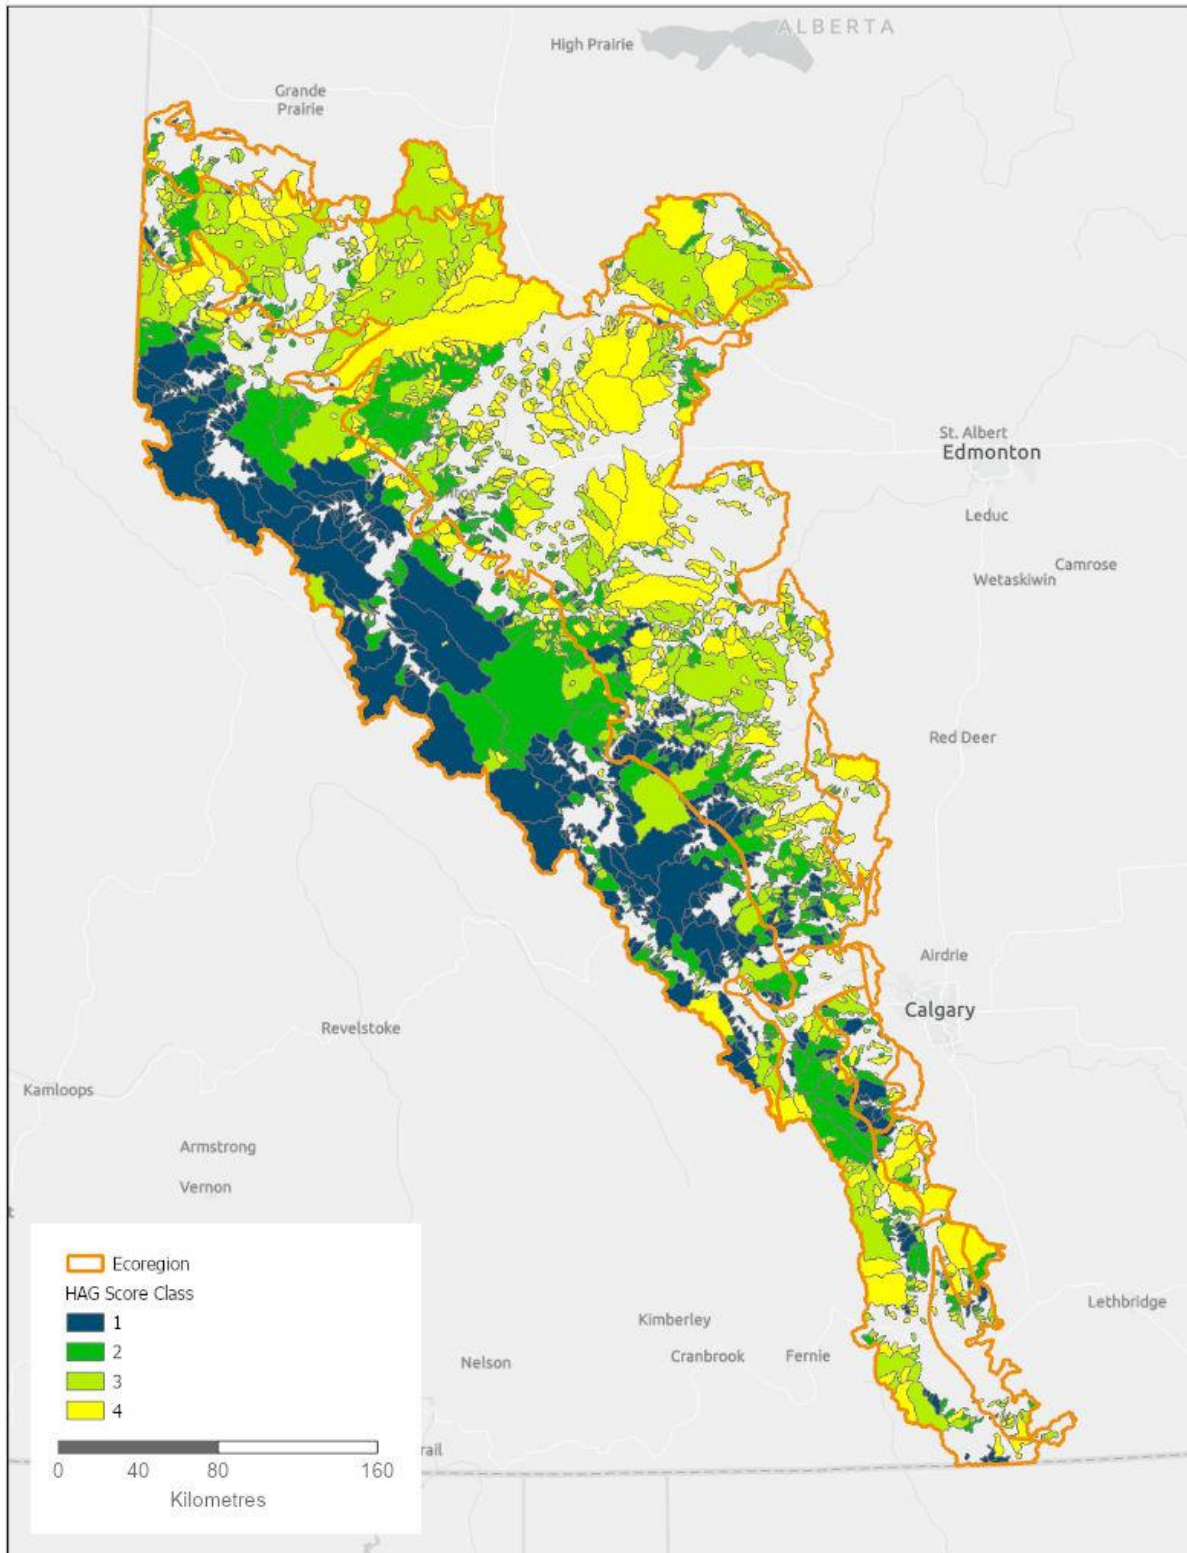 ALBERTA
High Prairie
Grande
Prairie
St. Albert
Edmonton
Leduc
Camrose
Wetaskiwin
Red Deer
Airdrie
Calgary
Revelstoke
Kamloops
Armstrong
Vernon
Lethbridge
Kimberley
Cranbrook
Fernie
Nelson
rail
Ecoregion
HAG Score Class
1
2
3
4
0
40
80
160
Kilometres